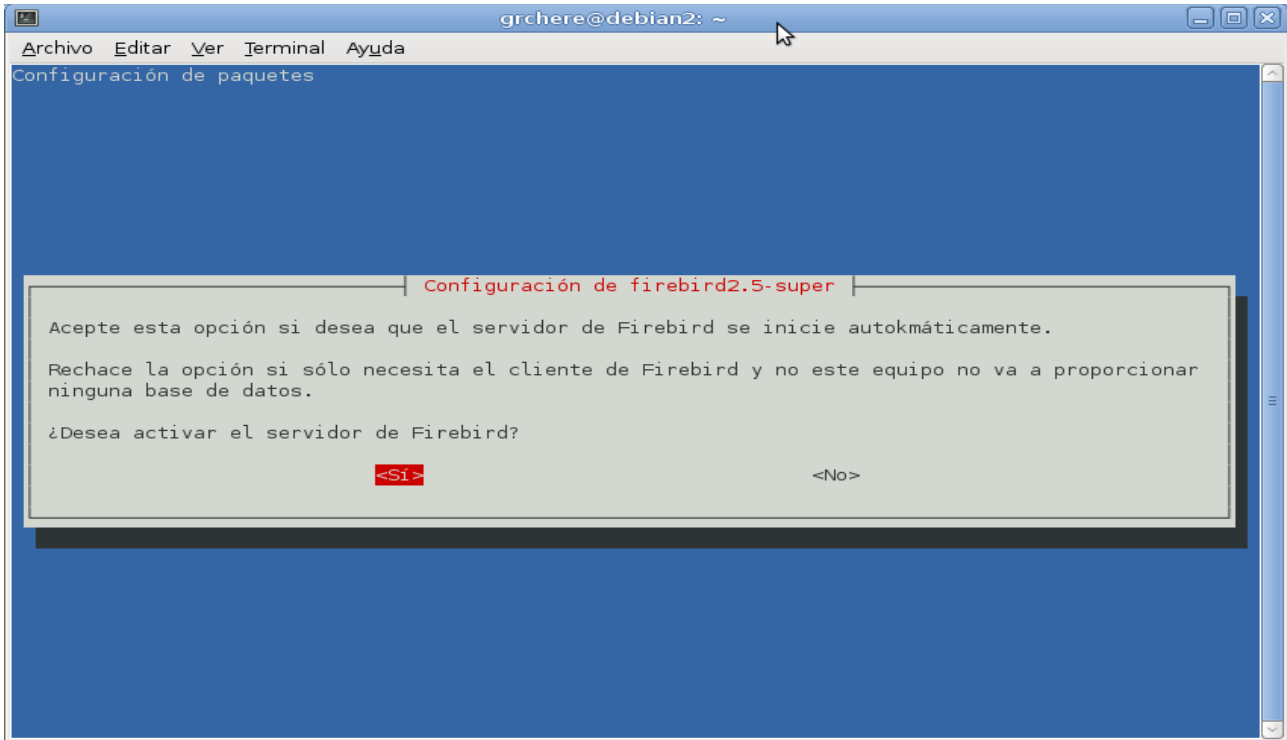 grchere@debian2: ~
Archivo Editar Ver Terminal Ayuda
Configuración de paquetes
Configuración de firebird2.5-super
Acepte esta opción si desea que el servidor de Firebird se inicie autokmáticamente.
Rechace la opción si sólo necesita el cliente de Firebird y no este equipo no va a proporcionar
ninguna base de datos.
¿Desea activar el servidor de Firebird?
<Sí> <No>